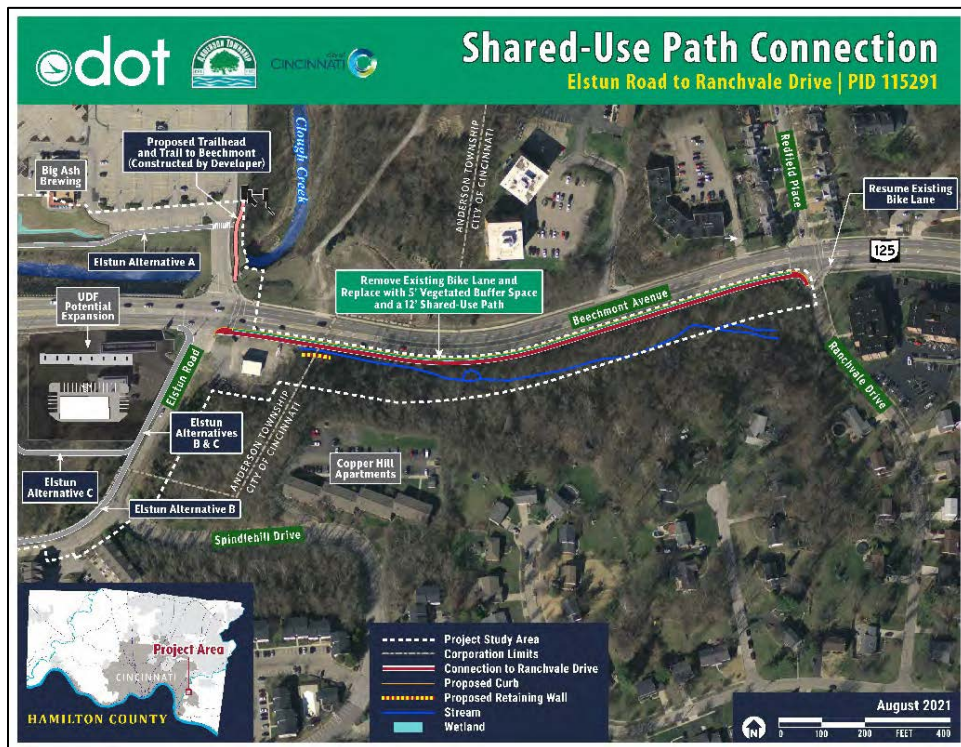 odot
ANDERSON TOWNSHIP
city of
CINCINNATI
Shared-Use Path Connection
Elstun Road to Ranchvale Drive | PID 115291
Proposed Trailhead
and Trail to Beechmont
(Constructed by Developer)
Clough Creek
ANDERSON TOWNSHIP
CITY OF CINCINNATI
Redfield Place
Big Ash
Brewing
Resume Existing
Bike Lane
Elstun Alternative A
125
Remove Existing Bike Lane and
Replace with 5' Vegetated Buffer Space
and a 12' Shared-Use Path
Beechmont Avenue
UDF
Potential
Expansion
Elstun Road
Ranchvale Drive
Elstun
Alternatives
B & C
ANDERSON TOWNSHIP
CITY OF CINCINNATI
Copper Hill
Apartments
Elstun
Alternative C
Elstun Alternative B
Spindlehill Drive
Project Area
CINCINNATI
HAMILTON COUNTY
Project Study Area
Corporation Limits
Connection to Ranchvale Drive
Proposed Curb
Proposed Retaining Wall
Stream
Wetland
August 2021
N
0 100 200 FEET 400